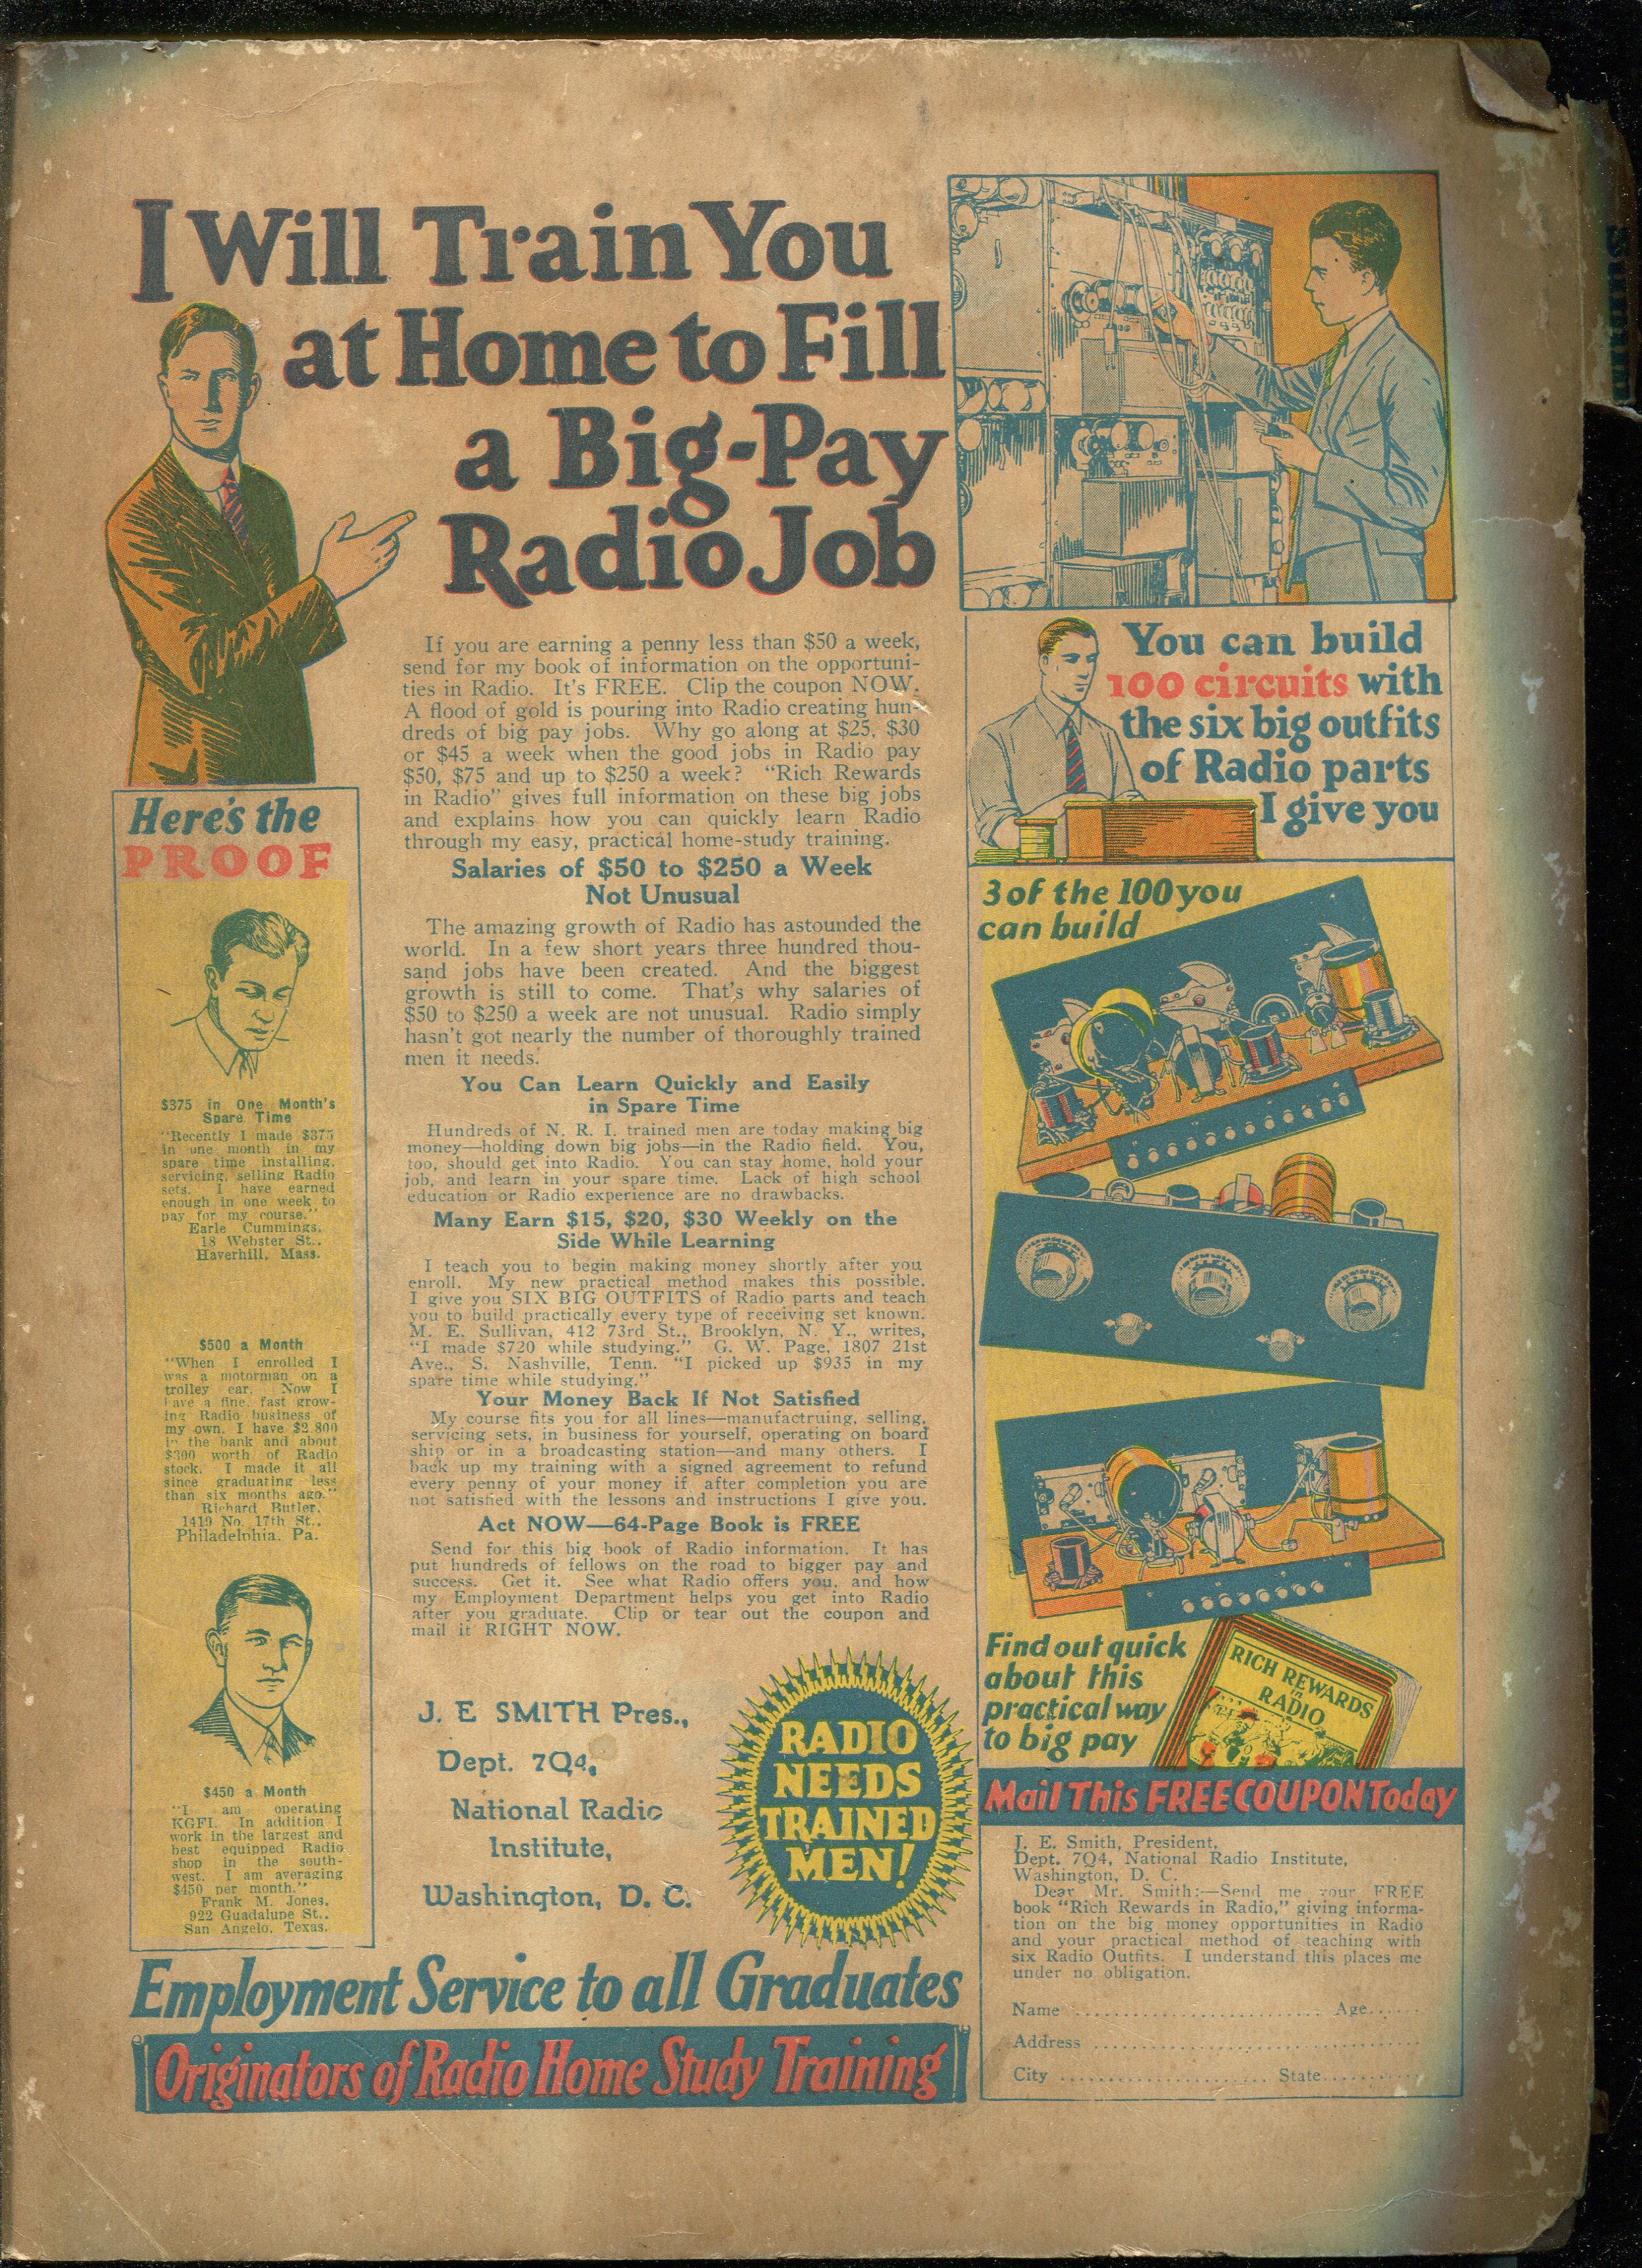 I Will Train You
at Home to Fill
a Big-Pay
Radio Job
If you are earning a penny less than $50 a week,
send for my book of information on the opportuni-
ties in Radio. It's FREE. Clip the coupon NOW.
A flood of gold is pouring into Radio creating hun-
dreds of big pay jobs. Why go along at $25, $30
or $45 a week when the good jobs in Radio pay
$50, $75 and up to $250 a week? "Rich Rewards
in Radio" gives full information on these big jobs
and explains how you can quickly learn Radio
through my easy, practical home-study training.
Salaries of $50 to $250 a Week
Not Unusual
The amazing growth of Radio has astounded the
world. In a few short years three hundred thou-
sand jobs have been created. And the biggest
growth is still to come. That's why salaries of
$50 to $250 a week are not unusual. Radio simply
hasn't got nearly the number of thoroughly trained
men it needs.
You Can Learn Quickly and Easily
in Spare Time
Hundreds of N. R. I. trained men are today making big
money—holding down big jobs—in the Radio field. You,
too, should get into Radio. You can stay home, hold your
job, and learn in your spare time. Lack of high school
education or Radio experience are no drawbacks.
Many Earn $15, $20, $30 Weekly on the
Side While Learning
I teach you to begin making money shortly after you
enroll. My new practical method makes this possible.
I give you SIX BIG OUTFITS of Radio parts and teach
you to build practically every type of receiving set known.
M. E. Sullivan, 412 73rd St., Brooklyn, N. Y., writes,
"I made $720 while studying." G. W. Page, 1807 21st
Ave., S. Nashville, Tenn. "I picked up $935 in my
spare time while studying."
Your Money Back If Not Satisfied
My course fits you for all lines—manufactruing, selling,
servicing sets, in business for yourself, operating on board
ship or in a broadcasting station—and many others. I
back up my training with a signed agreement to refund
every penny of your money if after completion you are
not satisfied with the lessons and instructions I give you.
Act NOW—64-Page Book is FREE
Send for this big book of Radio information. It has
put hundreds of fellows on the road to bigger pay and
success. Get it. See what Radio offers you, and how
my Employment Department helps you get into Radio
after you graduate. Clip or tear out the coupon and
mail it RIGHT NOW.
J. E SMITH Pres.,
Dept. 7Q4,
National Radio
Institute,
Washington, D. C.
RADIO
NEEDS
TRAINED
MEN!
Here's the
PROOF
$375 in One Month's
Spare Time
"Recently I made $375
in one month in my
spare time installing,
servicing, selling Radio
sets. I have earned
enough in one week to
pay for my course."
Earle Cummings,
18 Webster St.,
Haverhill, Mass.
$500 a Month
"When I enrolled I
was a motorman on a
trolley car. Now I
have a fine, fast grow-
ing Radio business of
my own. I have $2,800
in the bank and about
$300 worth of Radio
stock. I made it all
since graduating less
than six months ago."
Richard Butler,
1419 No. 17th St.,
Philadelphia, Pa.
$450 a Month
"I am operating
KGFI. In addition I
work in the largest and
best equipped Radio
shop in the south-
west. I am averaging
$450 per month."
Frank M. Jones,
922 Guadalupe St.,
San Angelo, Texas.
Employment Service to all Graduates
Originators of Radio Home Study Training
You can build
100 circuits with
the six big outfits
of Radio parts
I give you
3 of the 100 you
can build
Find out quick
about this
practical way
to big pay
RICH REWARDS
in
RADIO
Mail This FREE COUPON Today
J. E. Smith, President,
Dept. 7Q4, National Radio Institute,
Washington, D. C.
Dear Mr. Smith:—Send me your FREE
book "Rich Rewards in Radio," giving informa-
tion on the big money opportunities in Radio
and your practical method of teaching with
six Radio Outfits. I understand this places me
under no obligation.
Name .......................... Age......
Address ..................................
City ...................... State..........